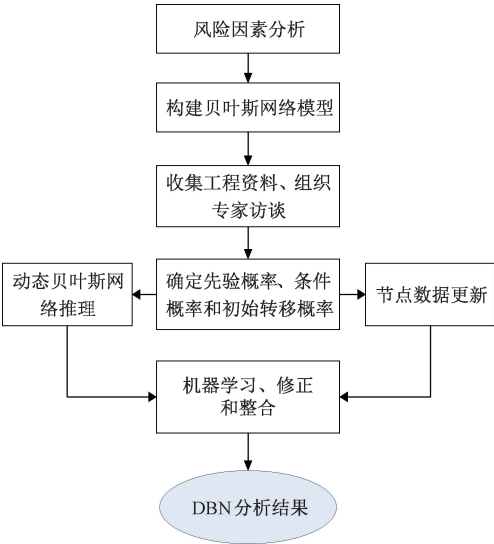 风险因素分析
构建贝叶斯网络模型
收集工程资料、组织
专家访谈
动态贝叶斯网
络推理
确定先验概率、条件
概率和初始转移概率
节点数据更新
机器学习、修正
和整合
DBN分析结果